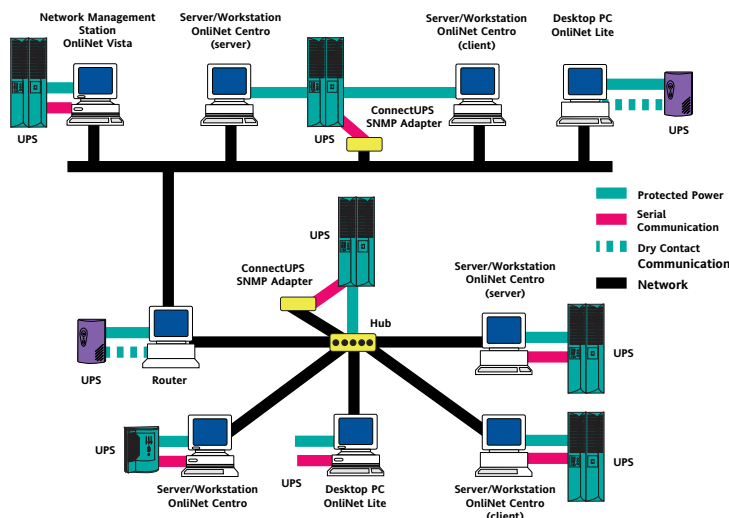 Network Management
Station
OnliNet Vista
Server/Workstation
OnliNet Centro
(server)
Server/Workstation
OnliNet Centro
(client)
Desktop PC
OnliNet Lite
ConnectUPS
SNMP Adapter
UPS
UPS
UPS
Protected Power
Serial
Communication
Dry Contact
Communication
Network
UPS
ConnectUPS
SNMP Adapter
Hub
Server/Workstation
OnliNet Centro
(server)
UPS
Router
UPS
UPS
Server/Workstation
OnliNet Centro
UPS
Desktop PC
OnliNet Lite
Server/Workstation
OnliNet Centro
(client)
UPS